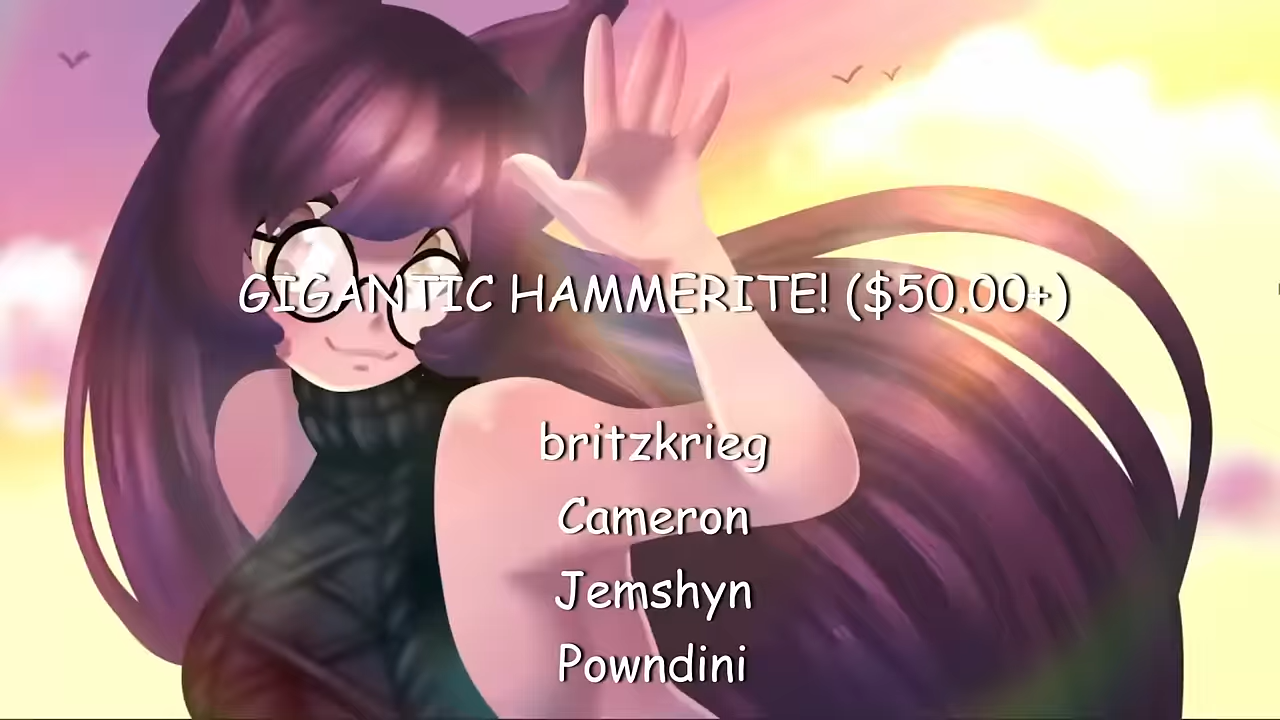 GIGANTIC HAMMERITE! ($50.00+)
britzkrieg
Cameron
Jemshyn
Powndini